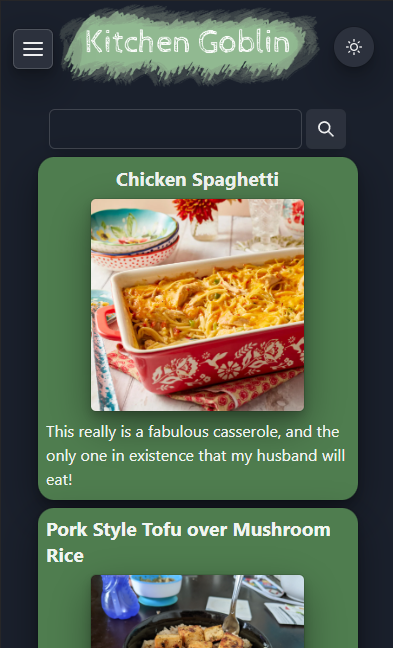 Kitchen Goblin
Chicken Spaghetti
This really is a fabulous casserole, and the
only one in existence that my husband will
eat!
Pork Style Tofu over Mushroom
Rice